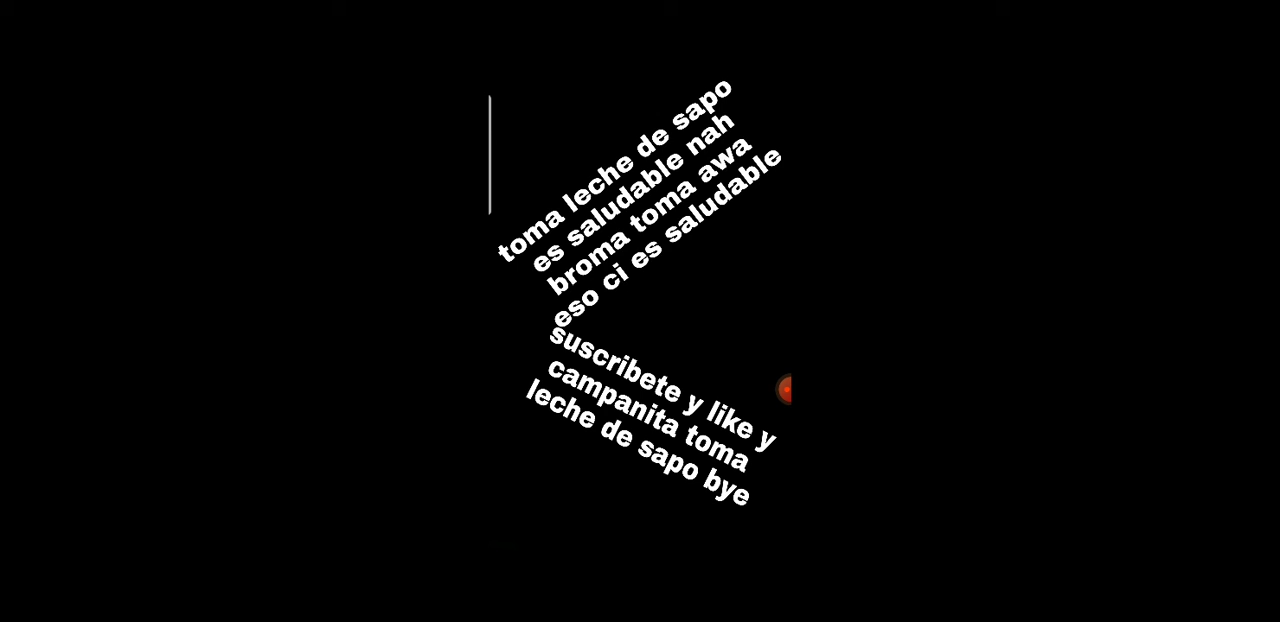 toma leche de sapo
es saludable nah
broma toma awa
eso ci es saludable
suscribete y like y
campanita toma
leche de sapo bye